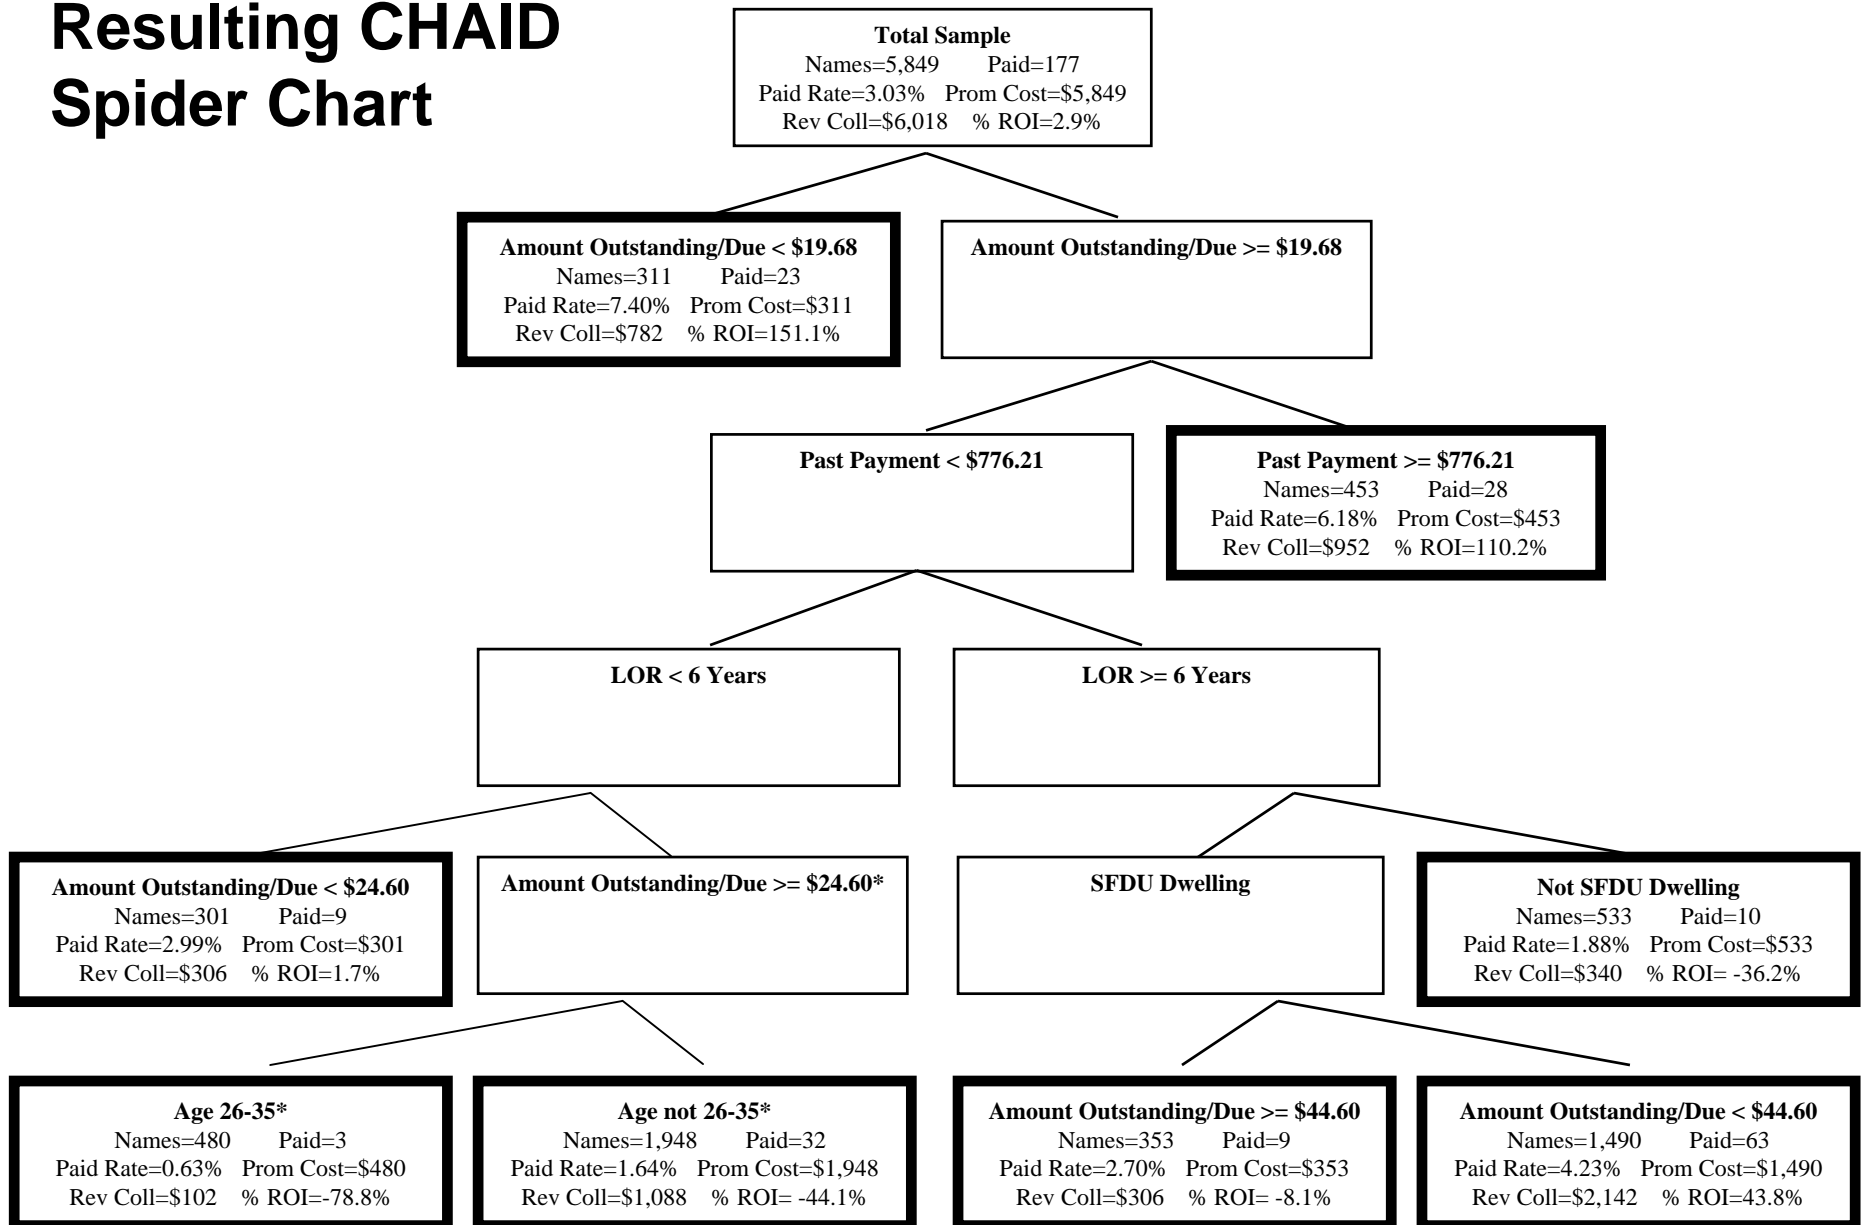 Resulting CHAID
Spider Chart
Total Sample
Names=5,849 Paid=177
Paid Rate=3.03% Prom Cost=$5,849
Rev Coll=$6,018 % ROI=2.9%
Amount Outstanding/Due < $19.68
Names=311 Paid=23
Paid Rate=7.40% Prom Cost=$311
Rev Coll=$782 % ROI=151.1%
Amount Outstanding/Due >= $19.68
Past Payment < $776.21
Past Payment >= $776.21
Names=453 Paid=28
Paid Rate=6.18% Prom Cost=$453
Rev Coll=$952 % ROI=110.2%
LOR < 6 Years
LOR >= 6 Years
Amount Outstanding/Due < $24.60
Names=301 Paid=9
Paid Rate=2.99% Prom Cost=$301
Rev Coll=$306 % ROI=1.7%
Amount Outstanding/Due >= $24.60*
SFDU Dwelling
Not SFDU Dwelling
Names=533 Paid=10
Paid Rate=1.88% Prom Cost=$533
Rev Coll=$340 % ROI= -36.2%
Age 26-35*
Names=480 Paid=3
Paid Rate=0.63% Prom Cost=$480
Rev Coll=$102 % ROI=-78.8%
Age not 26-35*
Names=1,948 Paid=32
Paid Rate=1.64% Prom Cost=$1,948
Rev Coll=$1,088 % ROI= -44.1%
Amount Outstanding/Due >= $44.60
Names=353 Paid=9
Paid Rate=2.70% Prom Cost=$353
Rev Coll=$306 % ROI= -8.1%
Amount Outstanding/Due < $44.60
Names=1,490 Paid=63
Paid Rate=4.23% Prom Cost=$1,490
Rev Coll=$2,142 % ROI=43.8%